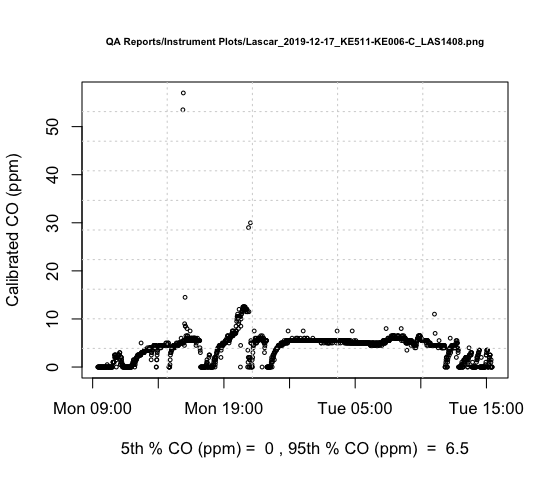 QA Reports/Instrument Plots/Lascar_2019-12-17_KE511-KE006-C_LAS1408.png
Calibrated CO (ppm)
50
40
30
20
10
0
Mon 09:00 Mon 19:00 Tue 05:00 Tue 15:00
5th % CO (ppm) = 0 , 95th % CO (ppm) = 6.5